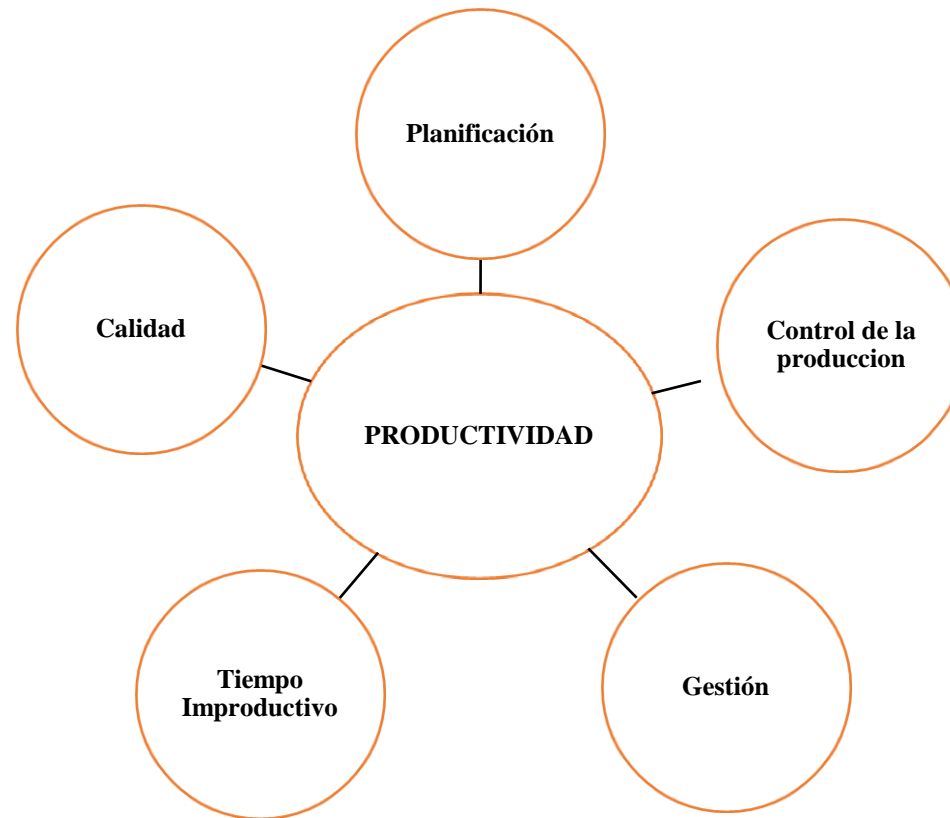 Planificación
Calidad
Control de la
produccion
PRODUCTIVIDAD
Tiempo
Improductivo
Gestión